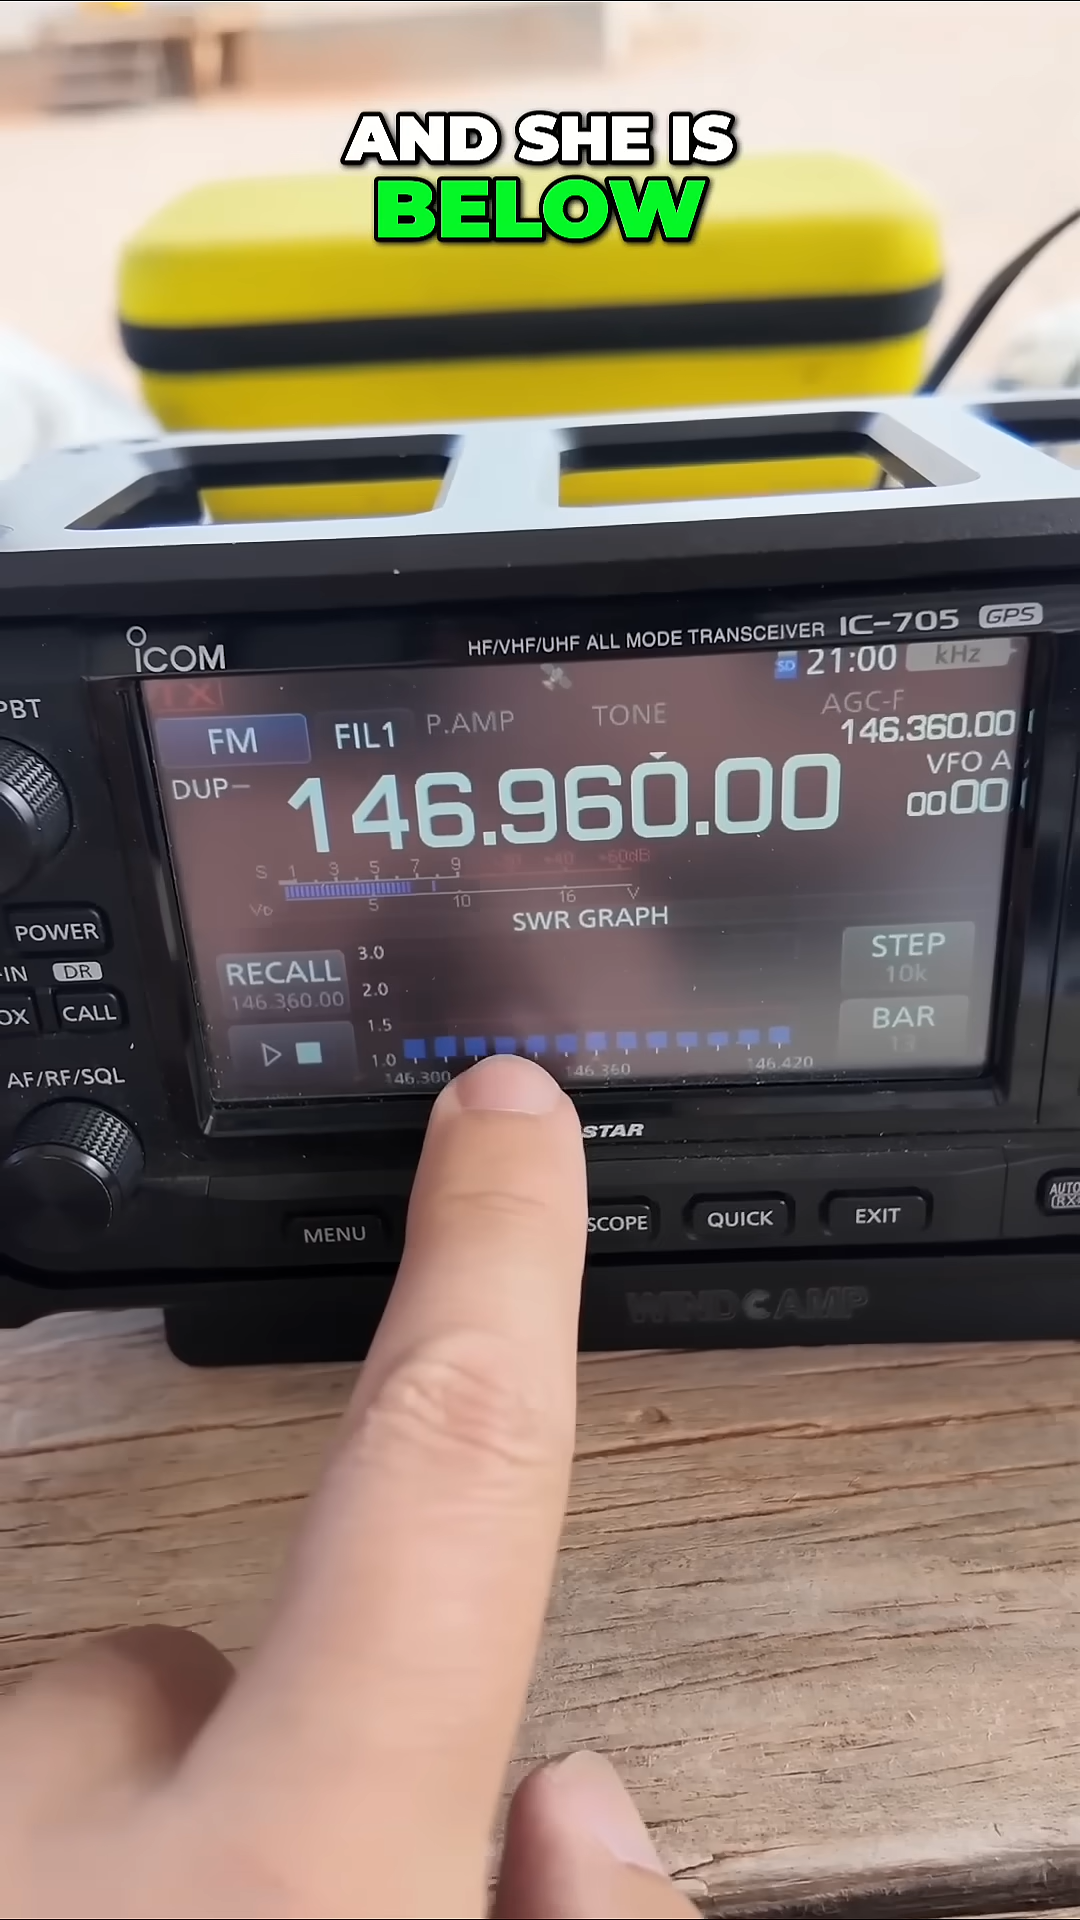 AND SHE IS
BELOW
ICOM
HF/VHF/UHF ALL MODE TRANSCEIVER IC-705 GPS
SD 21:00 kHz
PBT
TX
FM FIL1 P.AMP TONE AGC-F
146.360.00
DUP- 146.960.00 VFO A
0000
S 1 3 5 7 9 +20 +40 +60dB
VD 5 10 16 V
SWR GRAPH
POWER
-IN DR
OX CALL
AF/RF/SQL
RECALL
146.360.00
3.0
2.0
1.5
1.0
146.300 146.360 146.420
STEP
10k
BAR
13
STAR
MENU SCOPE QUICK EXIT
AUTO
WINDCAMP